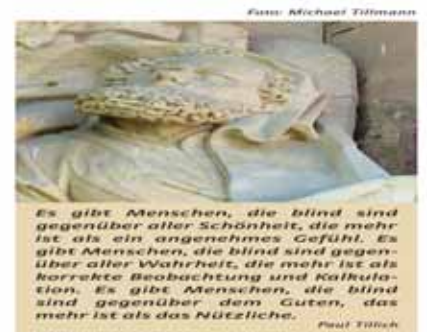 Foto: Michael Tillmann
Es gibt Menschen, die blind sind
gegenüber aller Schönheit, die mehr
ist als ein angenehmes Gefühl. Es
gibt Menschen, die blind sind gegen-
über aller Wahrheit, die mehr ist als
korrekte Beobachtung und Kalkula-
tion. Es gibt Menschen, die blind
sind gegenüber dem Guten, das
mehr ist als das Nützliche.
Paul Tillich